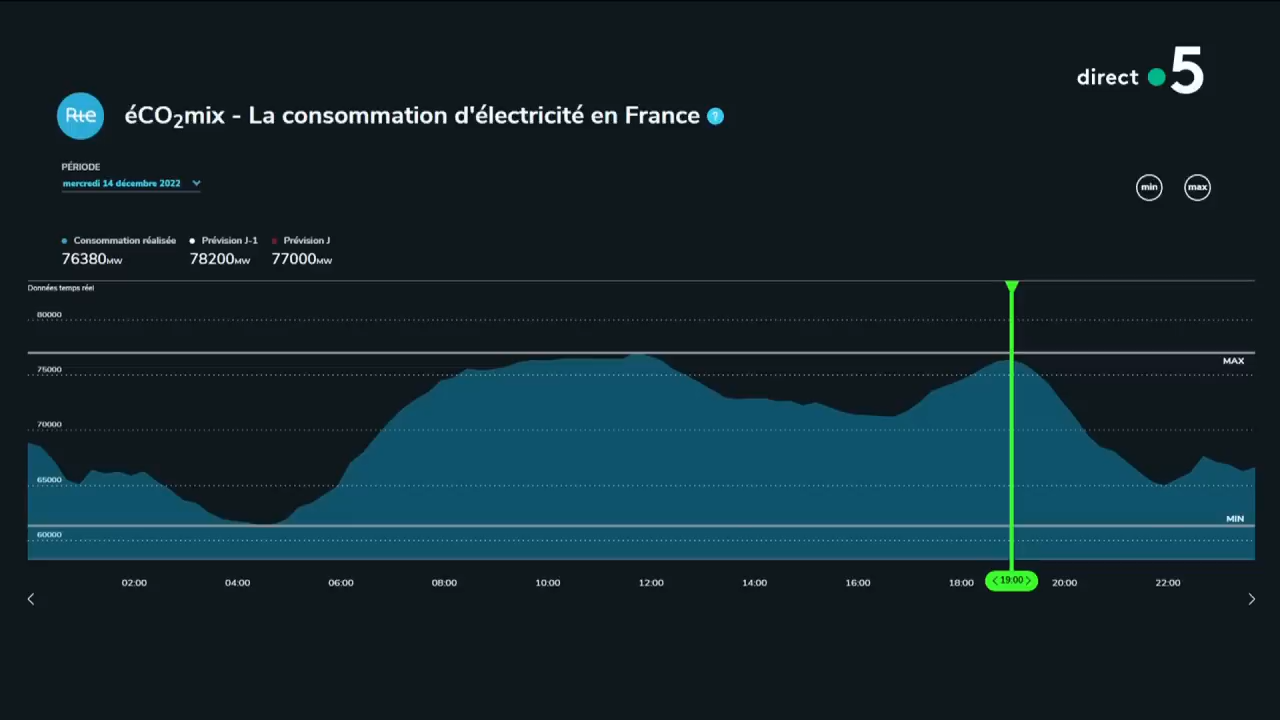 direct 5
Rte
éCO2mix - La consommation d'électricité en France ?
PÉRIODE
mercredi 14 décembre 2022
min max
Consommation réalisée Prévision J-1 Prévision J
76380MW 78200MW 77000MW
Données temps réel
80000
MAX
75000
70000
65000
MIN
60000
02:00 04:00 06:00 08:00 10:00 12:00 14:00 16:00 18:00 19:00 20:00 22:00